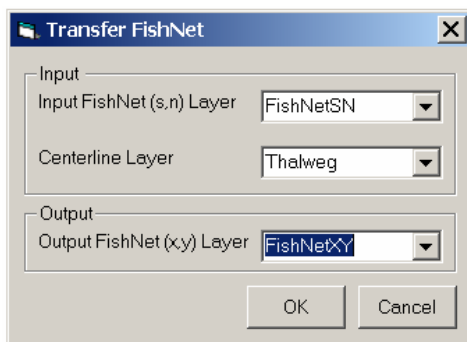 Transfer FishNet
Input
Input FishNet (s,n) Layer FishNetSN
Centerline Layer Thalweg
Output
Output FishNet (x,y) Layer FishNetXY
OK Cancel